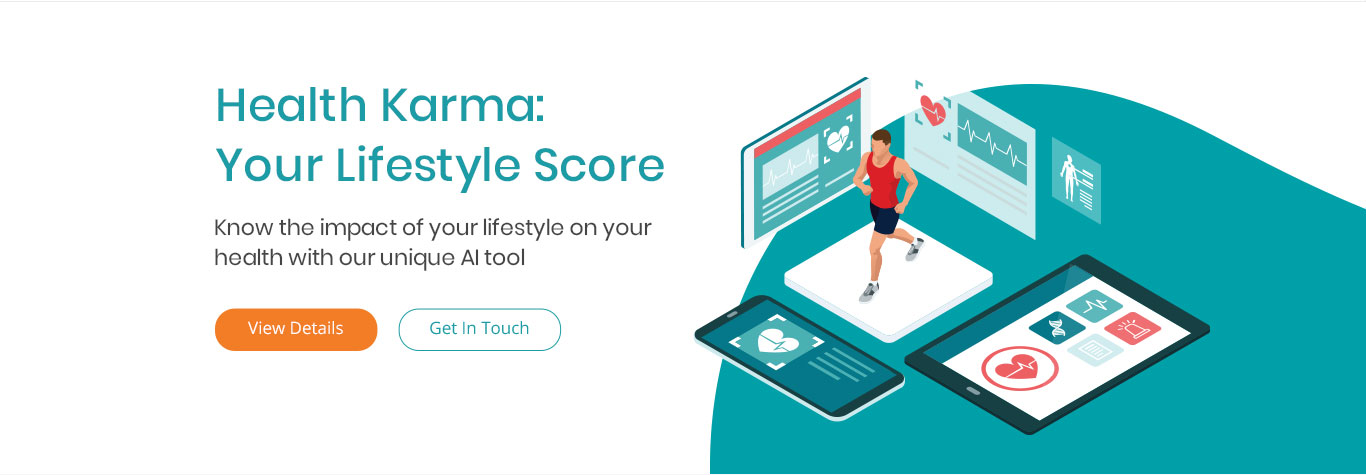 Health Karma:
Your Lifestyle Score
Know the impact of your lifestyle on your
health with our unique AI tool
View Details
Get In Touch